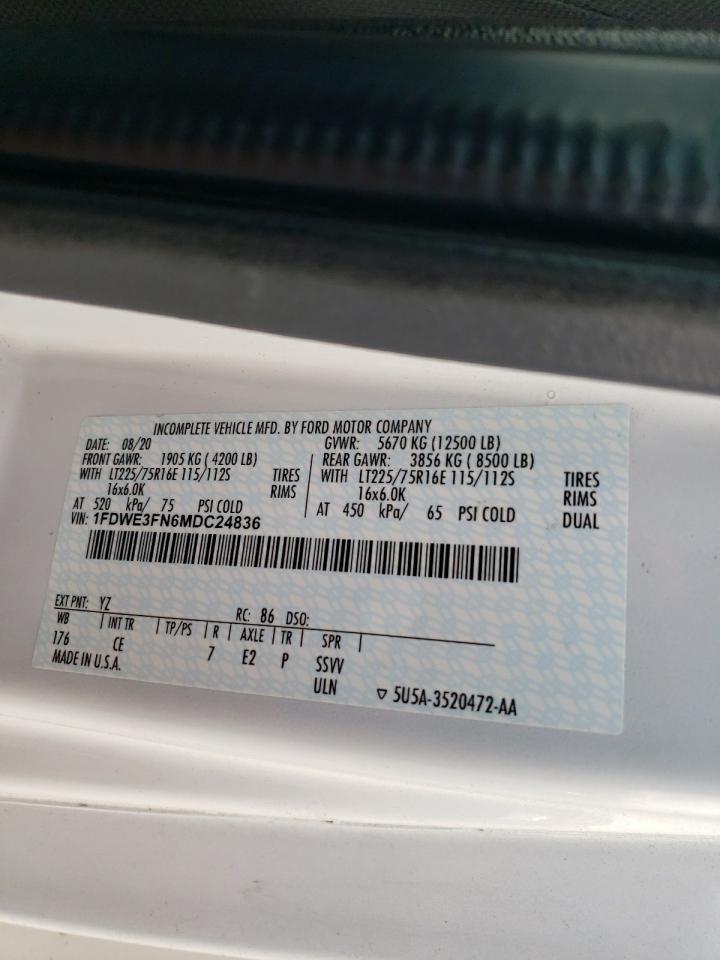 INCOMPLETE VEHICLE MFD. BY FORD MOTOR COMPANY
DATE: 08/20 GVWR: 5670 KG (12500 LB)
FRONT GAWR: 1905 KG ( 4200 LB) REAR GAWR: 3856 KG ( 8500 LB)
WITH LT225/75R16E 115/112S TIRES WITH LT225/75R16E 115/112S TIRES
16x6.0K RIMS 16x6.0K RIMS
AT 520 kPa/ 75 PSI COLD AT 450 kPa/ 65 PSI COLD DUAL
VIN: 1FDWE3FN6MDC24836
EXT PNT: YZ RC: 86 DSO:
WB INT TR TP/PS R AXLE TR SPR
176 CE 7 E2 P SSVV
MADE IN U.S.A. ULN ▽ 5U5A-3520472-AA